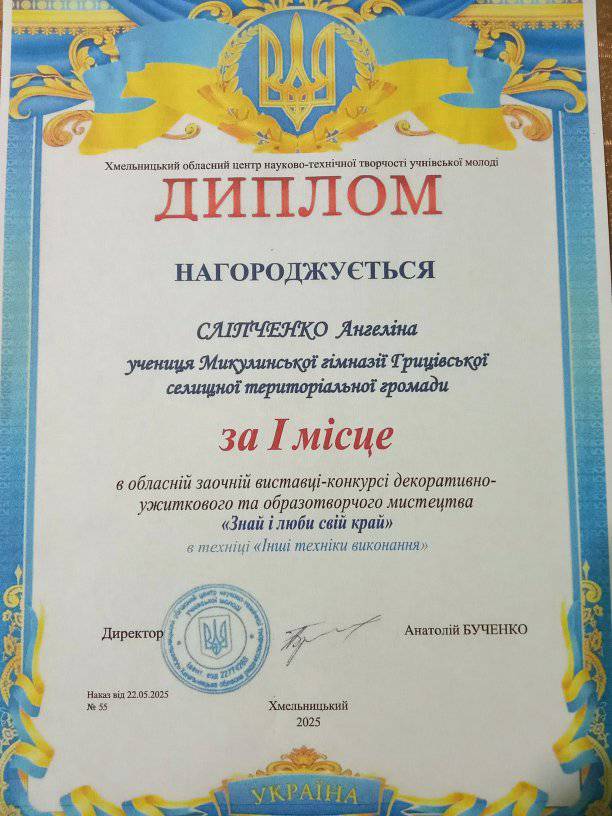 Хмельницький обласний центр науково-технічної творчості учнівської молоді
ДИПЛОМ
НАГОРОДЖУЄТЬСЯ
СЛІПЧЕНКО Ангеліна
учениця Микулинської гімназії Грицівської
селищної територіальної громади
за І місце
в обласній заочній виставці-конкурсі декоративно-
ужиткового та образотворчого мистецтва
«Знай і люби свій край»
в техніці «Інші техніки виконання»
Директор
Анатолій БУЧЕНКО
Наказ від 22.05.2025
№ 55
Хмельницький
2025
УКРАЇНА